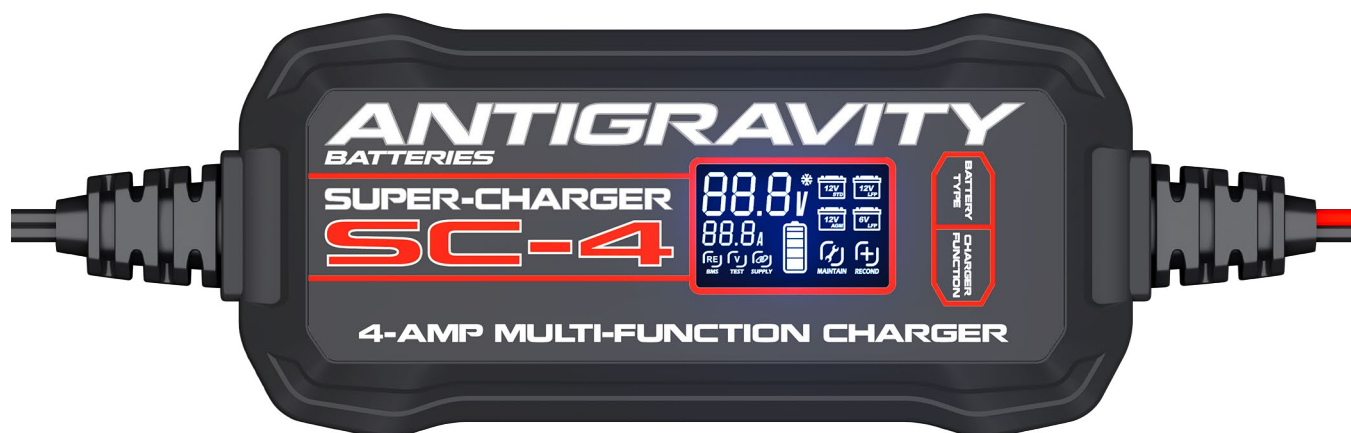 ANTIGRAVITY
BATTERIES
SUPER-CHARGER
SC-4
88.8V
88.8A
RE
BMS
V
TEST
SUPPLY
12V
STD
12V
LFP
12V
AGM
6V
LFP
MAINTAIN
RECOND
BATTERY
TYPE
CHARGER
FUNCTION
4-AMP MULTI-FUNCTION CHARGER